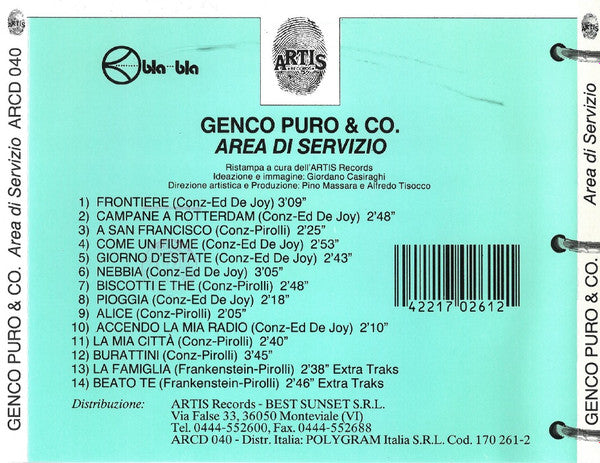 GENCO PURO & CO. Area di Servizio ARCD 040
bla-bla
ARTIS
RECORDS
GENCO PURO & CO.
AREA DI SERVIZIO
Ristampa a cura dell'ARTIS Records
Ideazione e immagine: Giordano Casiraghi
Direzione artistica e Produzione: Pino Massara e Alfredo Tisocco
1) FRONTIERE (Conz-Ed De Joy) 3'09"
2) CAMPANE A ROTTERDAM (Conz-Ed De Joy) 2'48"
3) A SAN FRANCISCO (Conz-Pirolli) 2'25"
4) COME UN FIUME (Conz-Ed De Joy) 2'53"
5) GIORNO D'ESTATE (Conz-Ed De Joy) 2'43"
6) NEBBIA (Conz-Ed De Joy) 3'05"
7) BISCOTTI E THE (Conz-Pirolli) 2'48"
8) PIOGGIA (Conz-Ed De Joy) 2'18"
9) ALICE (Conz-Pirolli) 2'05"
10) ACCENDO LA MIA RADIO (Conz-Ed De Joy) 2'10"
11) LA MIA CITTÀ (Conz-Pirolli) 2'40"
12) BURATTINI (Conz-Pirolli) 3'45"
13) LA FAMIGLIA (Frankenstein-Pirolli) 2'38" Extra Traks
14) BEATO TE (Frankenstein-Pirolli) 2'46" Extra Traks
42217 02612
Distribuzione: ARTIS Records - BEST SUNSET S.R.L.
Via False 33, 36050 Monteviale (VI)
Tel. 0444-552600, Fax. 0444-552688
ARCD 040 - Distr. Italia: POLYGRAM Italia S.R.L. Cod. 170 261-2
ARTIS
GENCO PURO & CO. Area di Servizio
ARCD 040